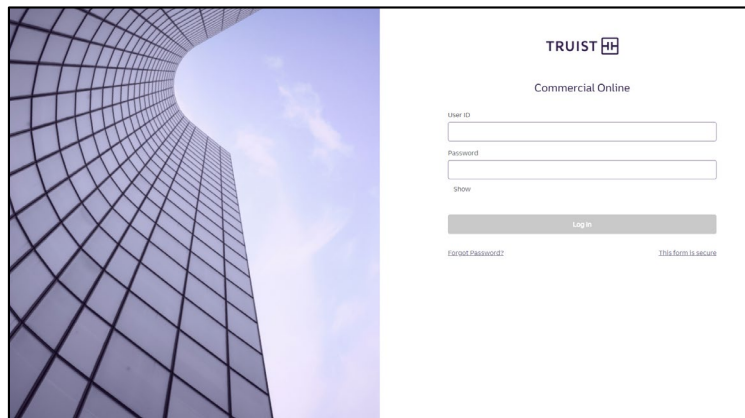 TRUIST
Commercial Online
User ID
Password
Show
Log in
Forgot Password?
This form is secure